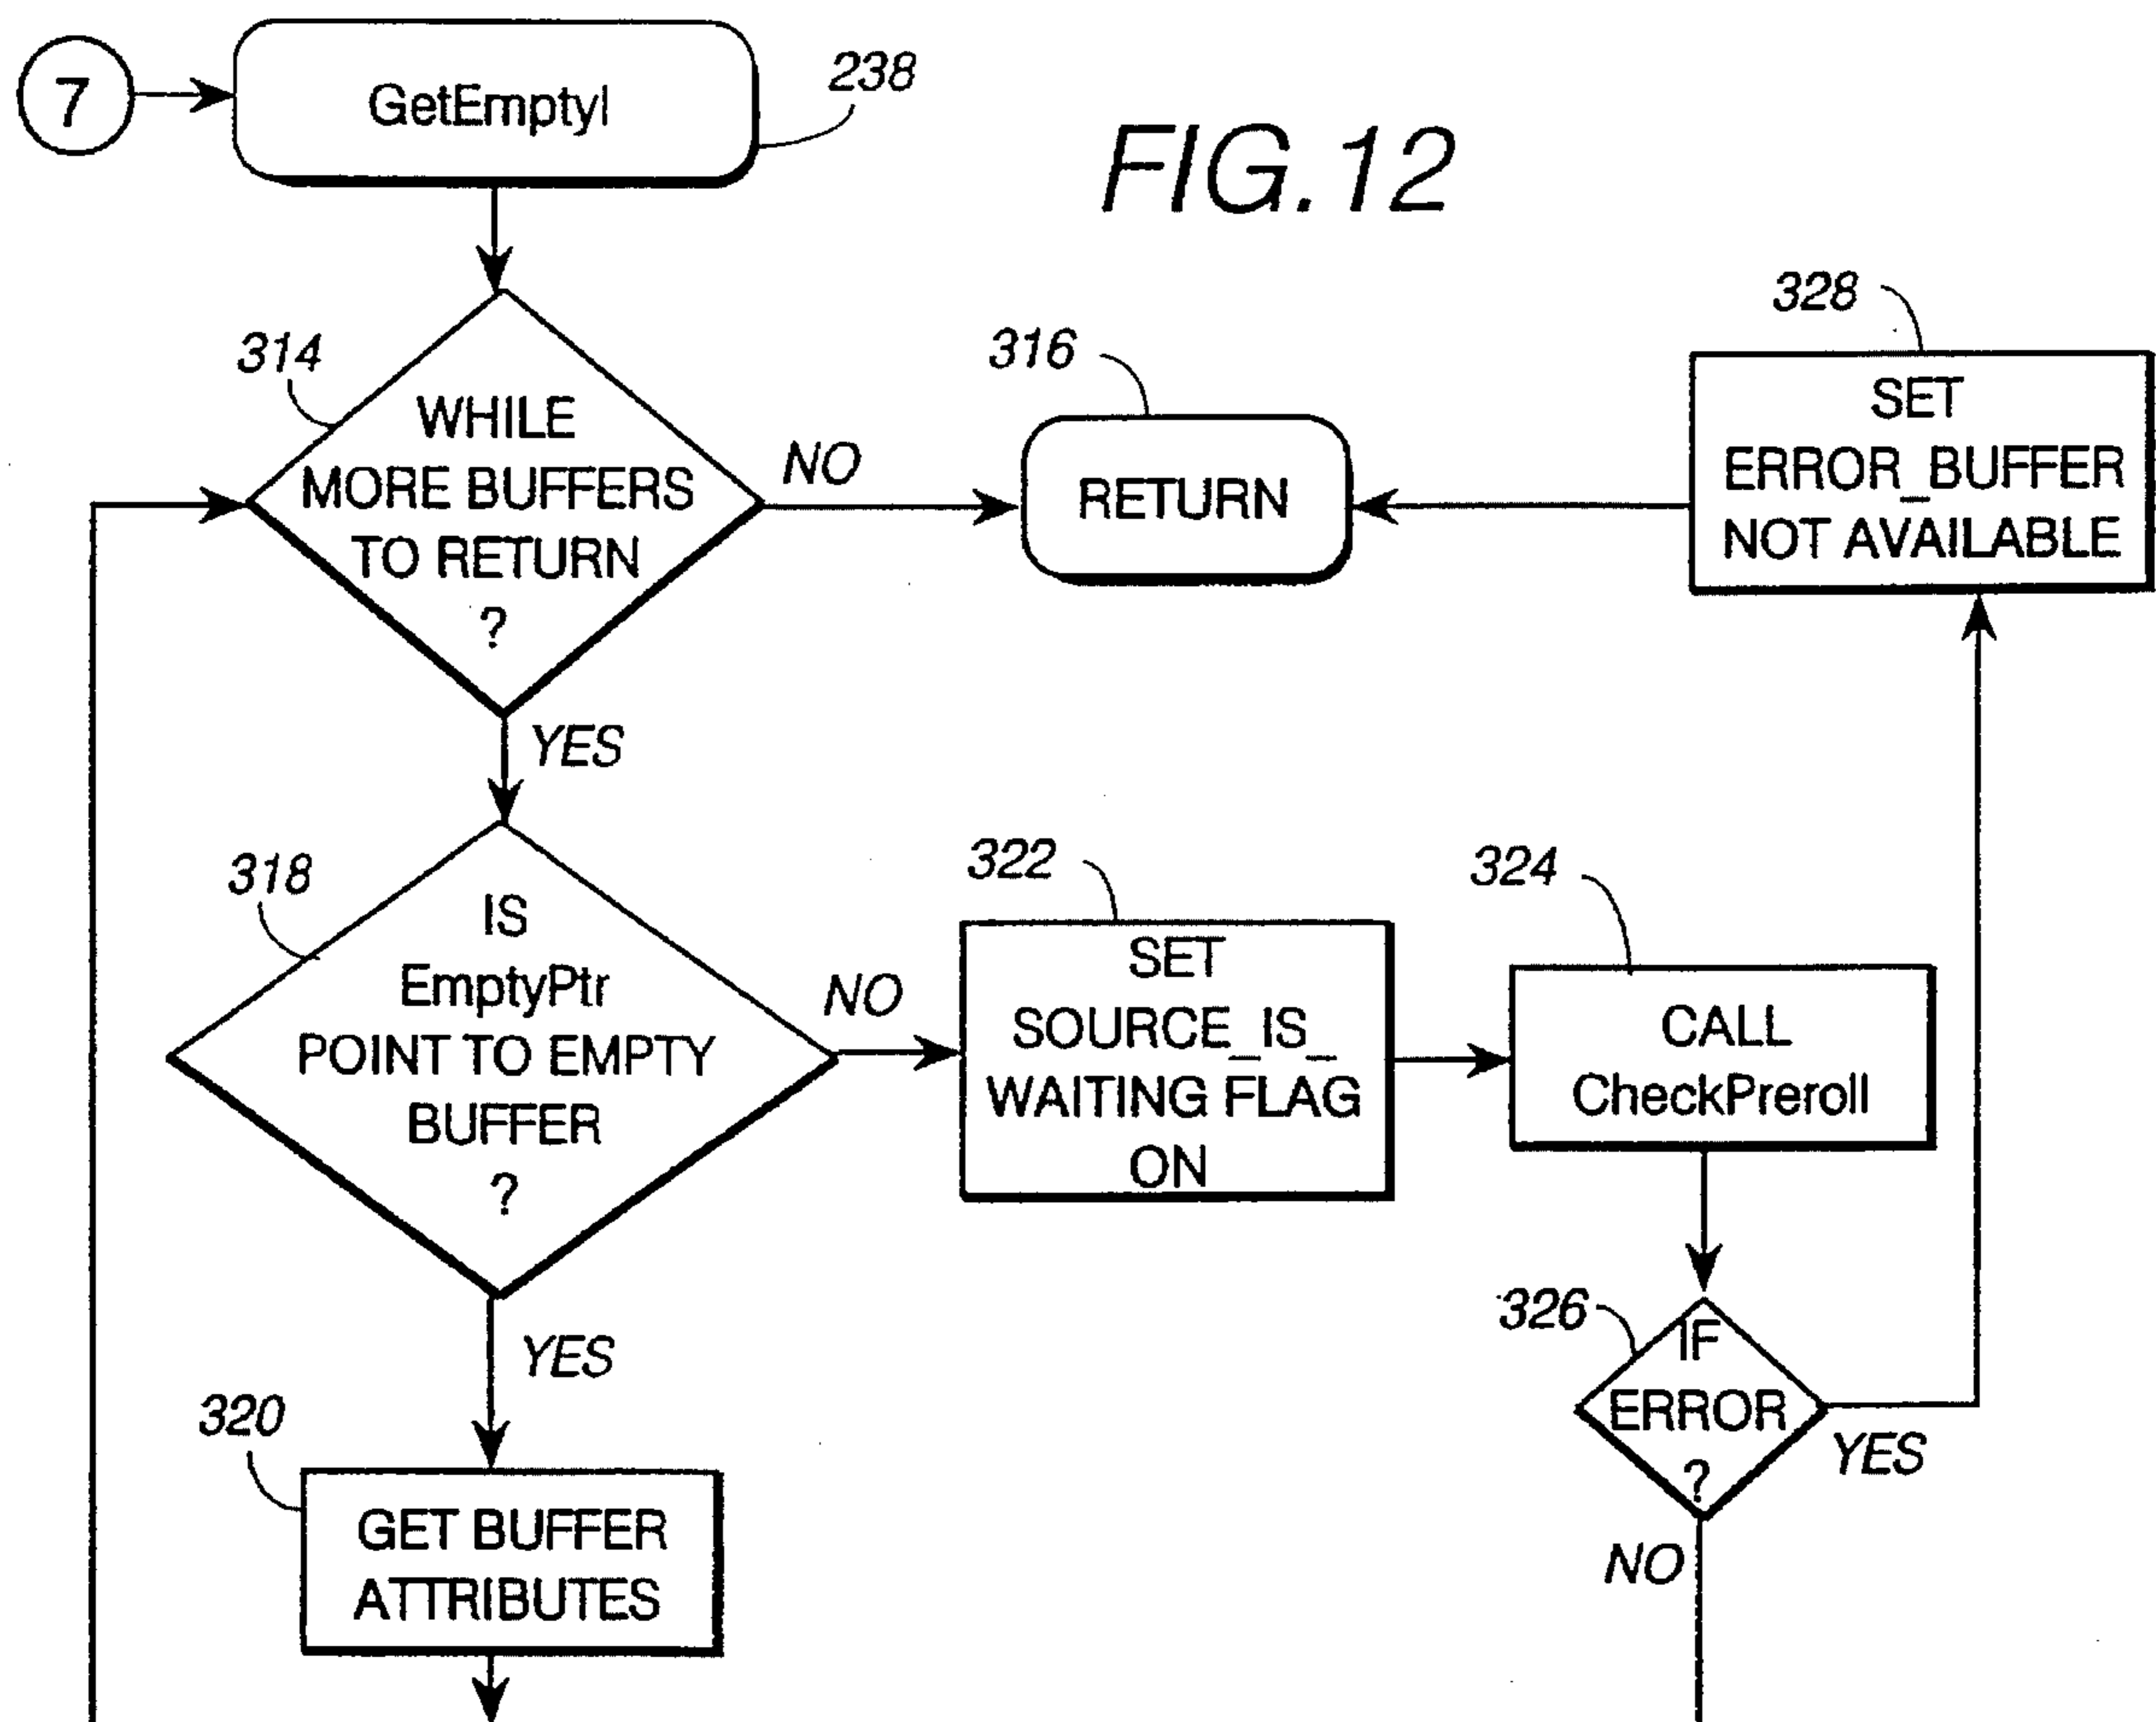 7
GetEmptyI
238
FIG.12
314
WHILE
MORE BUFFERS
TO RETURN
?
NO
316
RETURN
328
SET
ERROR_BUFFER
NOT AVAILABLE
YES
318
IS
EmptyPtr
POINT TO EMPTY
BUFFER
?
NO
322
SET
SOURCE_IS_
WAITING FLAG
ON
324
CALL
CheckPreroll
326
IF
ERROR
?
YES
NO
YES
320
GET BUFFER
ATTRIBUTES